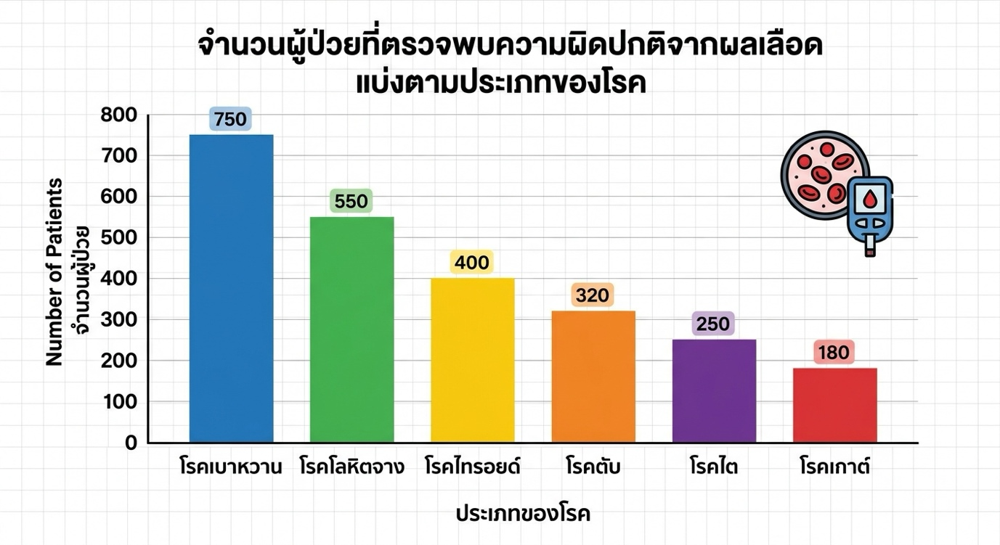 จำนวนผู้ป่วยที่ตรวจพบความผิดปกติจากผลเลือด
แบ่งตามประเภทของโรค
Number of Patients
จำนวนผู้ป่วย
800
700
600
500
400
300
200
100
0
750
550
400
320
250
180
โรคเบาหวาน
โรคโลหิตจาง
โรคไทรอยด์
โรคตับ
โรคไต
โรคเกาต์
ประเภทของโรค